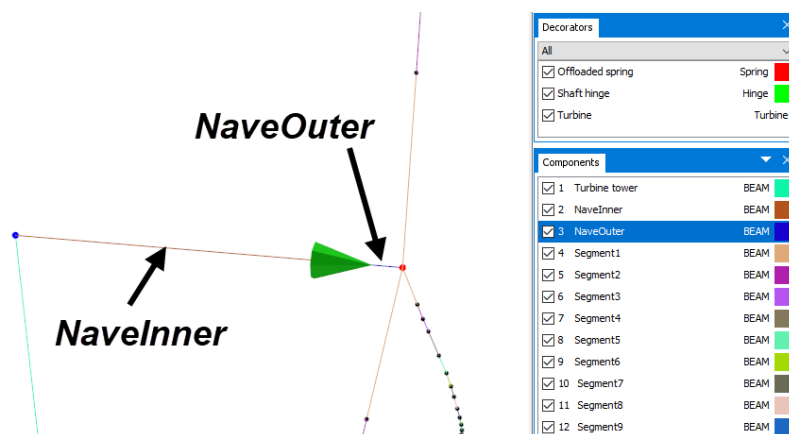 NaveOuter
NaveInner
Decorators
All
Offloaded spring Spring
Shaft hinge Hinge
Turbine Turbine
Components
1 Turbine tower BEAM
2 NaveInner BEAM
3 NaveOuter BEAM
4 Segment1 BEAM
5 Segment2 BEAM
6 Segment3 BEAM
7 Segment4 BEAM
8 Segment5 BEAM
9 Segment6 BEAM
10 Segment7 BEAM
11 Segment8 BEAM
12 Segment9 BEAM